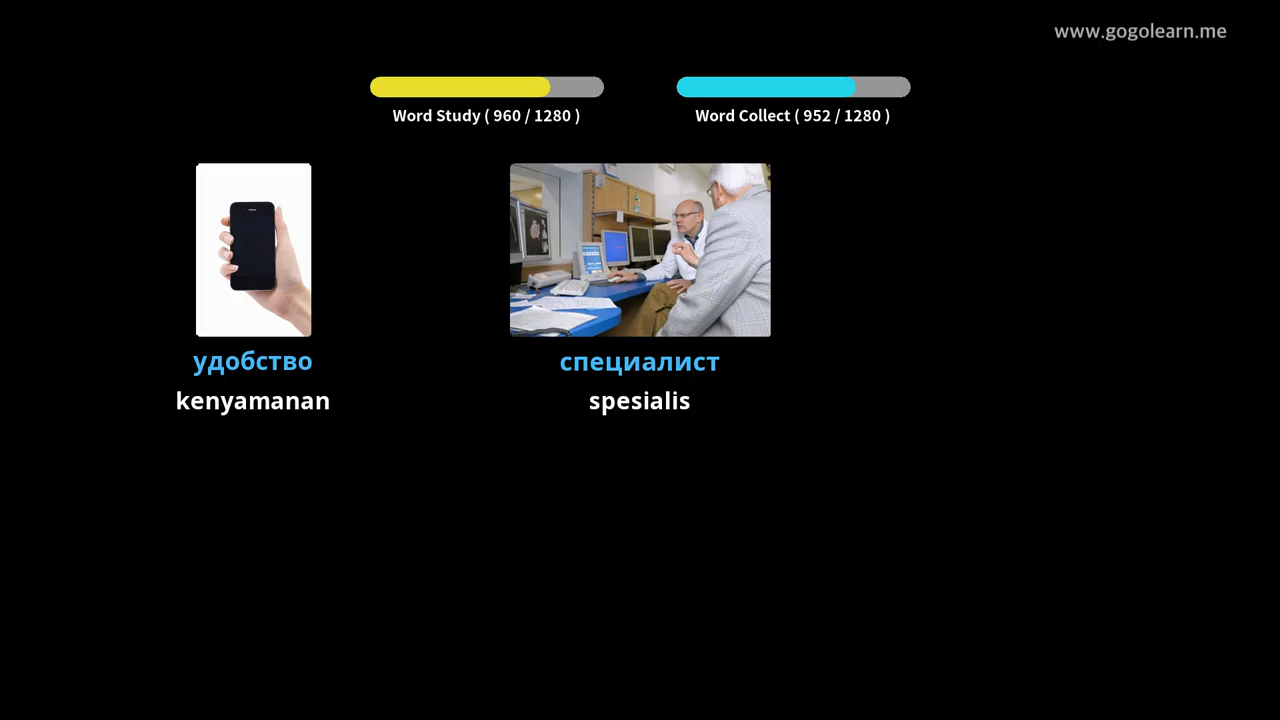 www.gogolearn.me
Word Study ( 960 / 1280 )
Word Collect ( 952 / 1280 )
удобство
kenyamanan
специалист
spesialis